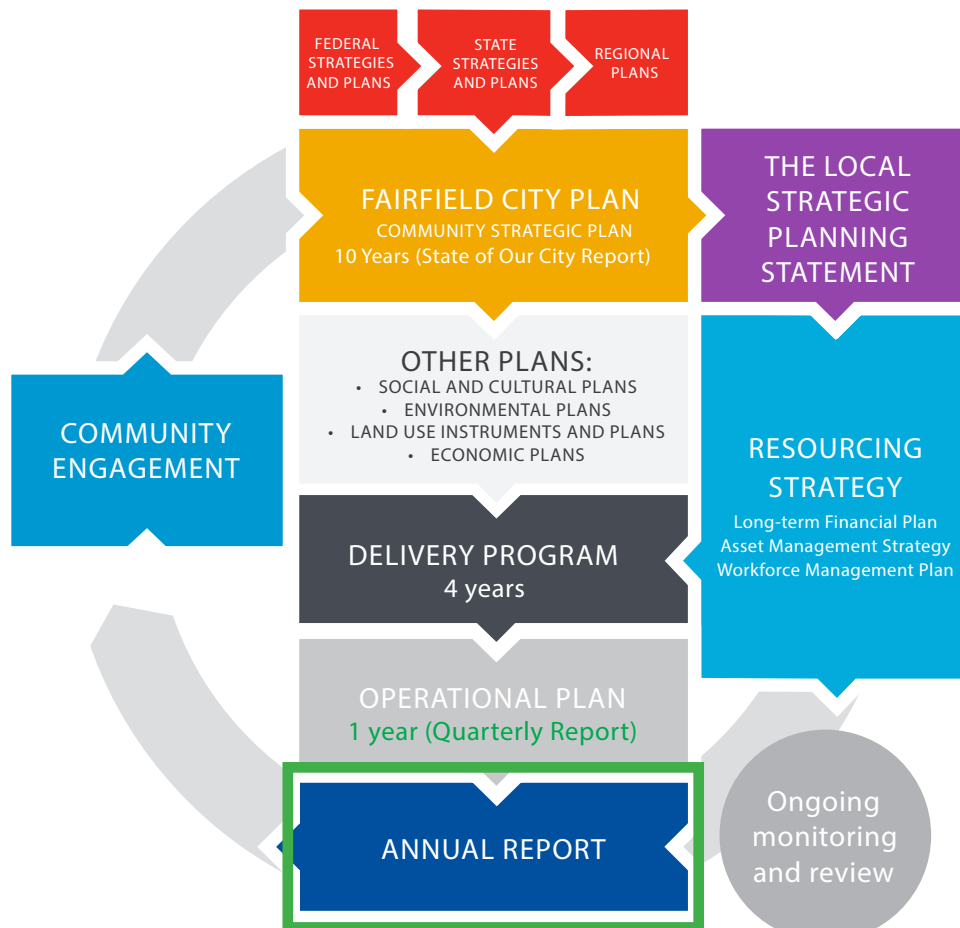 FEDERAL
STRATEGIES
AND PLANS
STATE
STRATEGIES
AND PLANS
REGIONAL
PLANS
FAIRFIELD CITY PLAN
COMMUNITY STRATEGIC PLAN
10 Years (State of Our City Report)
THE LOCAL
STRATEGIC
PLANNING
STATEMENT
OTHER PLANS:
• SOCIAL AND CULTURAL PLANS
• ENVIRONMENTAL PLANS
• LAND USE INSTRUMENTS AND PLANS
• ECONOMIC PLANS
COMMUNITY
ENGAGEMENT
RESOURCING
STRATEGY
Long-term Financial Plan
Asset Management Strategy
Workforce Management Plan
DELIVERY PROGRAM
4 years
OPERATIONAL PLAN
1 year (Quarterly Report)
ANNUAL REPORT
Ongoing
monitoring
and review